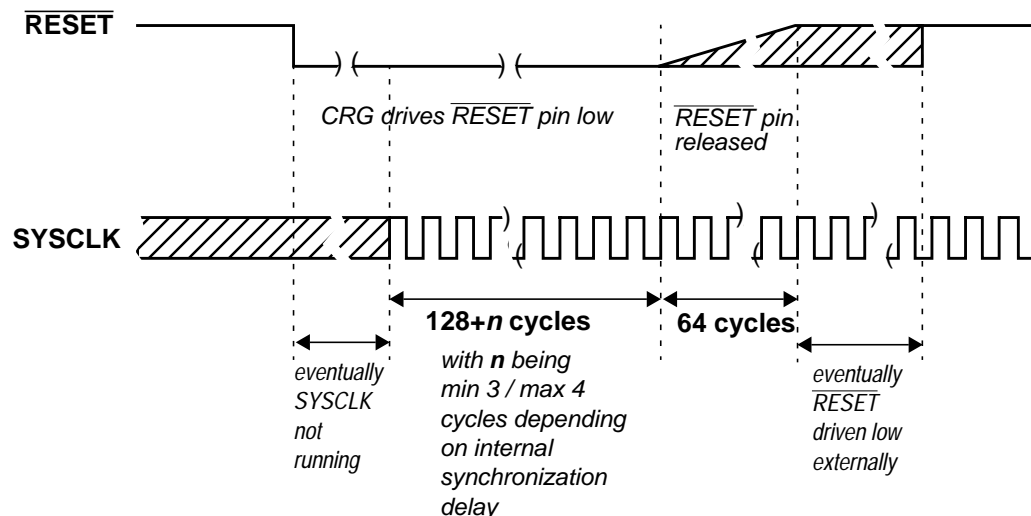 RESET
CRG drives RESET pin low
RESET pin
released
SYSCLK
128+n cycles
with n being
min 3 / max 4
cycles depending
on internal
synchronization
delay
64 cycles
eventually
SYSCLK
not
running
eventually
RESET
driven low
externally